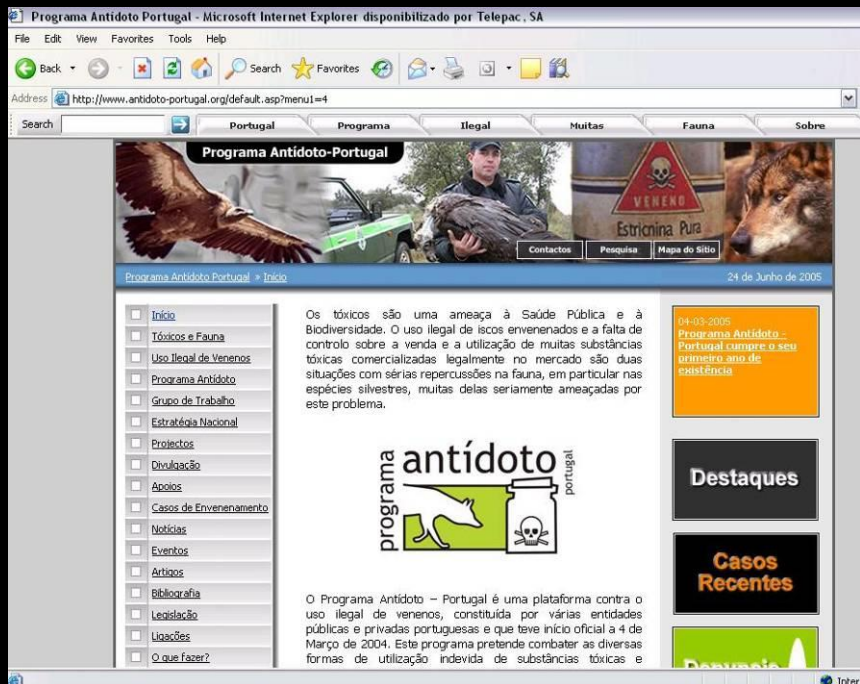 Programa Antídoto Portugal - Microsoft Internet Explorer disponibilizado por Telepac, SA
File Edit View Favorites Tools Help
Back Search Favorites
Address http://www.antidoto-portugal.org/default.asp?menu1=4
Search Portugal Programa Ilegal Muitas Fauna Sobre
Programa Antídoto-Portugal
VENENO
Estricnina Pura
Contactos Pesquisa Mapa do Sítio
Programa Antídoto Portugal » Início 24 de Junho de 2005
Início
Tóxicos e Fauna
Uso Ilegal de Venenos
Programa Antídoto
Grupo de Trabalho
Estratégia Nacional
Projectos
Divulgação
Apoios
Casos de Envenenamento
Notícias
Eventos
Artigos
Bibliografia
Legislação
Ligações
O que fazer?
Os tóxicos são uma ameaça à Saúde Pública e à
Biodiversidade. O uso ilegal de iscos envenenados e a falta de
controlo sobre a venda e a utilização de muitas substâncias
tóxicas comercializadas legalmente no mercado são duas
situações com sérias repercussões na fauna, em particular nas
espécies silvestres, muitas delas seriamente ameaçadas por
este problema.
programa
antídoto
portugal
O Programa Antídoto – Portugal é uma plataforma contra o
uso ilegal de venenos, constituída por várias entidades
públicas e privadas portuguesas e que teve início oficial a 4 de
Março de 2004. Este programa pretende combater as diversas
formas de utilização indevida de substâncias tóxicas e
04-03-2005
Programa Antídoto -
Portugal cumpre o seu
primeiro ano de
existência
Destaques
Casos
Recentes
Inter